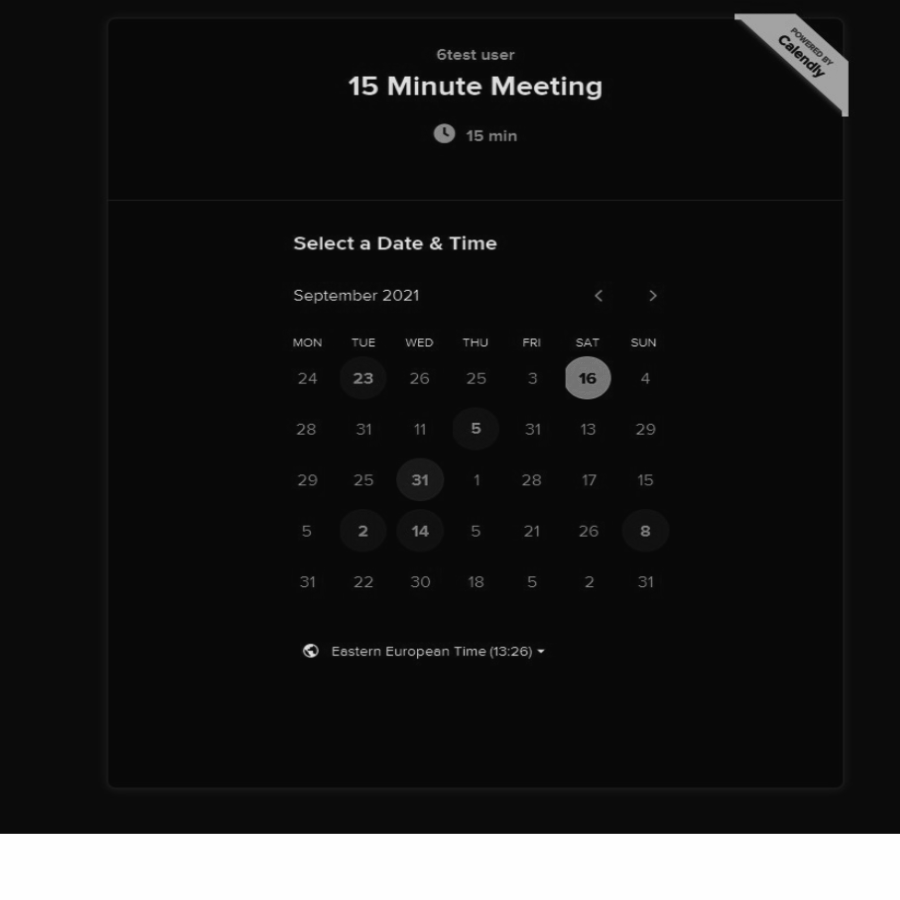 POWERED BY
Calendly
6test user
15 Minute Meeting
15 min
Select a Date & Time
September 2021
MON TUE WED THU FRI SAT SUN
24 23 26 25 3 16 4
28 31 11 5 31 13 29
29 25 31 1 28 17 15
5 2 14 5 21 26 8
31 22 30 18 5 2 31
Eastern European Time (13:26)